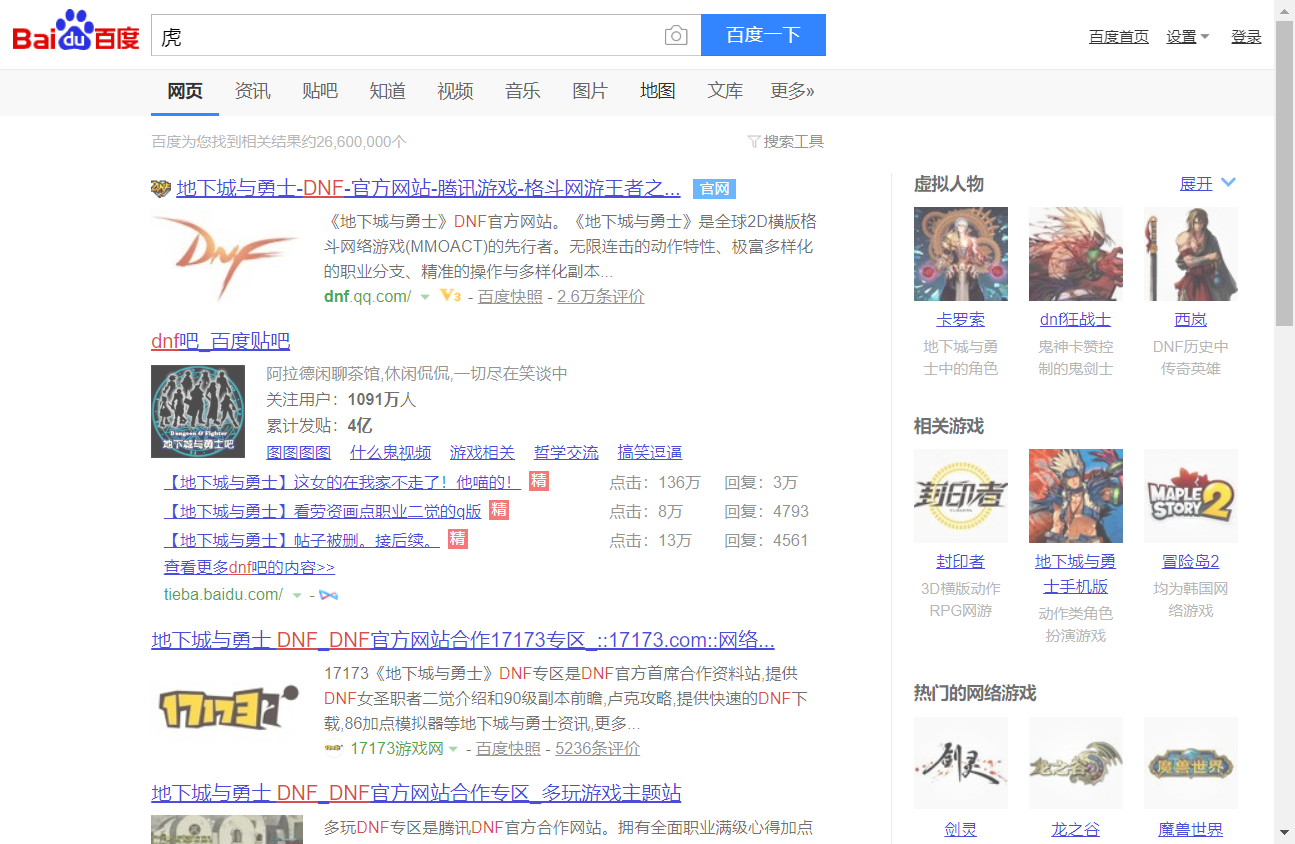 Bai du 百度
虎
百度一下
百度首页 设置 登录
网页 资讯 贴吧 知道 视频 音乐 图片 地图 文库 更多»
百度为您找到相关结果约26,600,000个
搜索工具
地下城与勇士-DNF-官方网站-腾讯游戏-格斗网游王者之... 官网
DNF
《地下城与勇士》DNF官方网站。《地下城与勇士》是全球2D横版格
斗网络游戏(MMOACT)的先行者。无限连击的动作特性、极富多样化
的职业分支、精准的操作与多样化副本...
dnf.qq.com/ V3 - 百度快照 - 2.6万条评价
dnf吧_百度贴吧
Dungeon & Fighter
地下城与勇士吧
阿拉德闲聊茶馆,休闲侃侃,一切尽在笑谈中
关注用户：1091万人
累计发贴：4亿
图图图图 什么鬼视频 游戏相关 哲学交流 搞笑逗逼
【地下城与勇士】这女的在我家不走了！他喵的！ 精 点击：136万 回复：3万
【地下城与勇士】看劳资画点职业二觉的q版 精 点击：8万 回复：4793
【地下城与勇士】帖子被删。接后续。 精 点击：13万 回复：4561
查看更多dnf吧的内容>>
tieba.baidu.com/ -
地下城与勇士 DNF_DNF官方网站合作17173专区_::17173.com::网络...
17173
17173《地下城与勇士》DNF专区是DNF官方首席合作资料站,提供
DNF女圣职者二觉介绍和90级副本前瞻,卢克攻略,提供快速的DNF下
载,86加点模拟器等地下城与勇士资讯,更多...
17173游戏网 - 百度快照 - 5236条评价
地下城与勇士 DNF_DNF官方网站合作专区_多玩游戏主题站
多玩DNF专区是腾讯DNF官方合作网站。拥有全面职业满级心得加点
虚拟人物 展开
卡罗索 dnf狂战士 西岚
地下城与勇 鬼神卡赞控 DNF历史中
士中的角色 制的鬼剑士 传奇英雄
相关游戏
封印者 MAPLE STORY 2
封印者 地下城与勇 冒险岛2
士手机版
3D横版动作 均为韩国网
RPG网游 络游戏
动作类角色
扮演游戏
热门的网络游戏
剑灵 龙之谷 魔兽世界
剑灵 龙之谷 魔兽世界